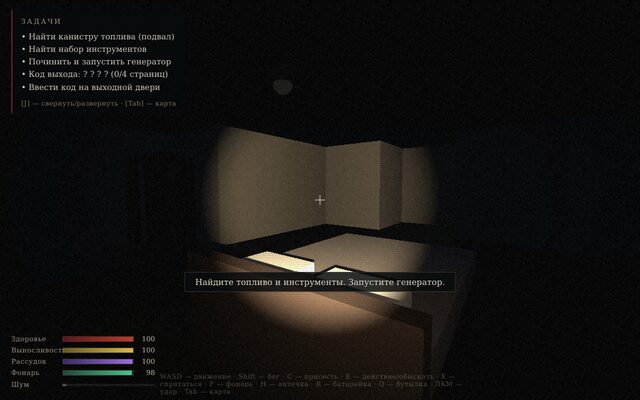 ЗАДАЧИ
• Найти канистру топлива (подвал)
• Найти набор инструментов
• Починить и запустить генератор
• Код выхода: ? ? ? ? (0/4 страниц)
• Ввести код на выходной двери
[J] — свернуть/развернуть · [Tab] — карта
Найдите топливо и инструменты. Запустите генератор.
Здоровье 100
Выносливост 100
Рассудок 100
Фонарь 98
Шум
WASD — движение · Shift — бег · C — присесть · E — действие/обыскать · X —
спрятаться · F — фонарь · H — аптечка · R — батарейка · Q — бутылка · ЛКМ —
удар · Tab — карта